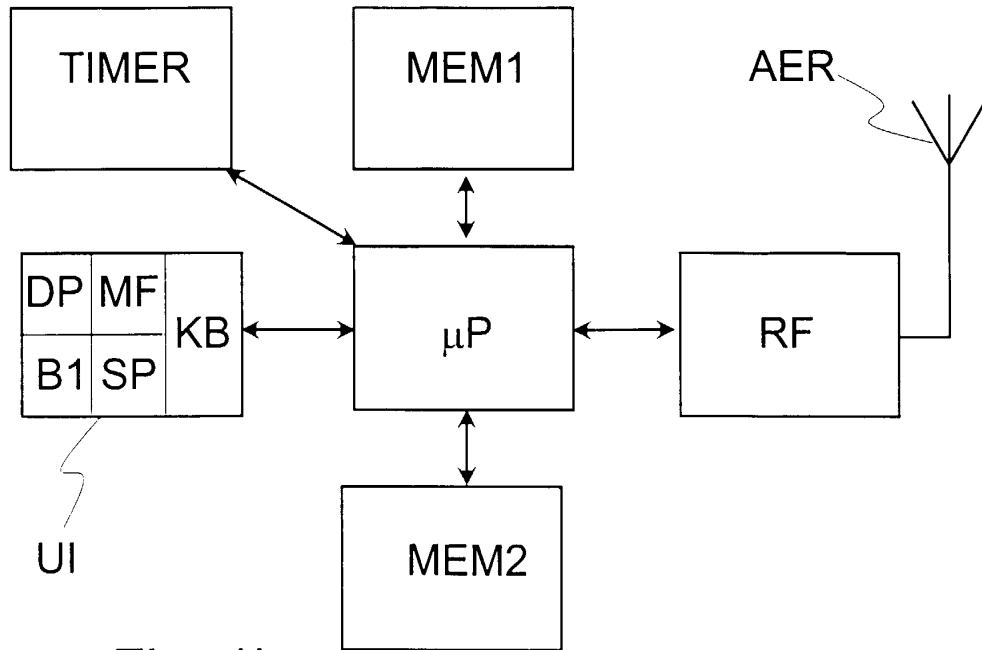 TIMER
MEM1
AER
DP MF
KB
B1 SP
µP
RF
UI
MEM2